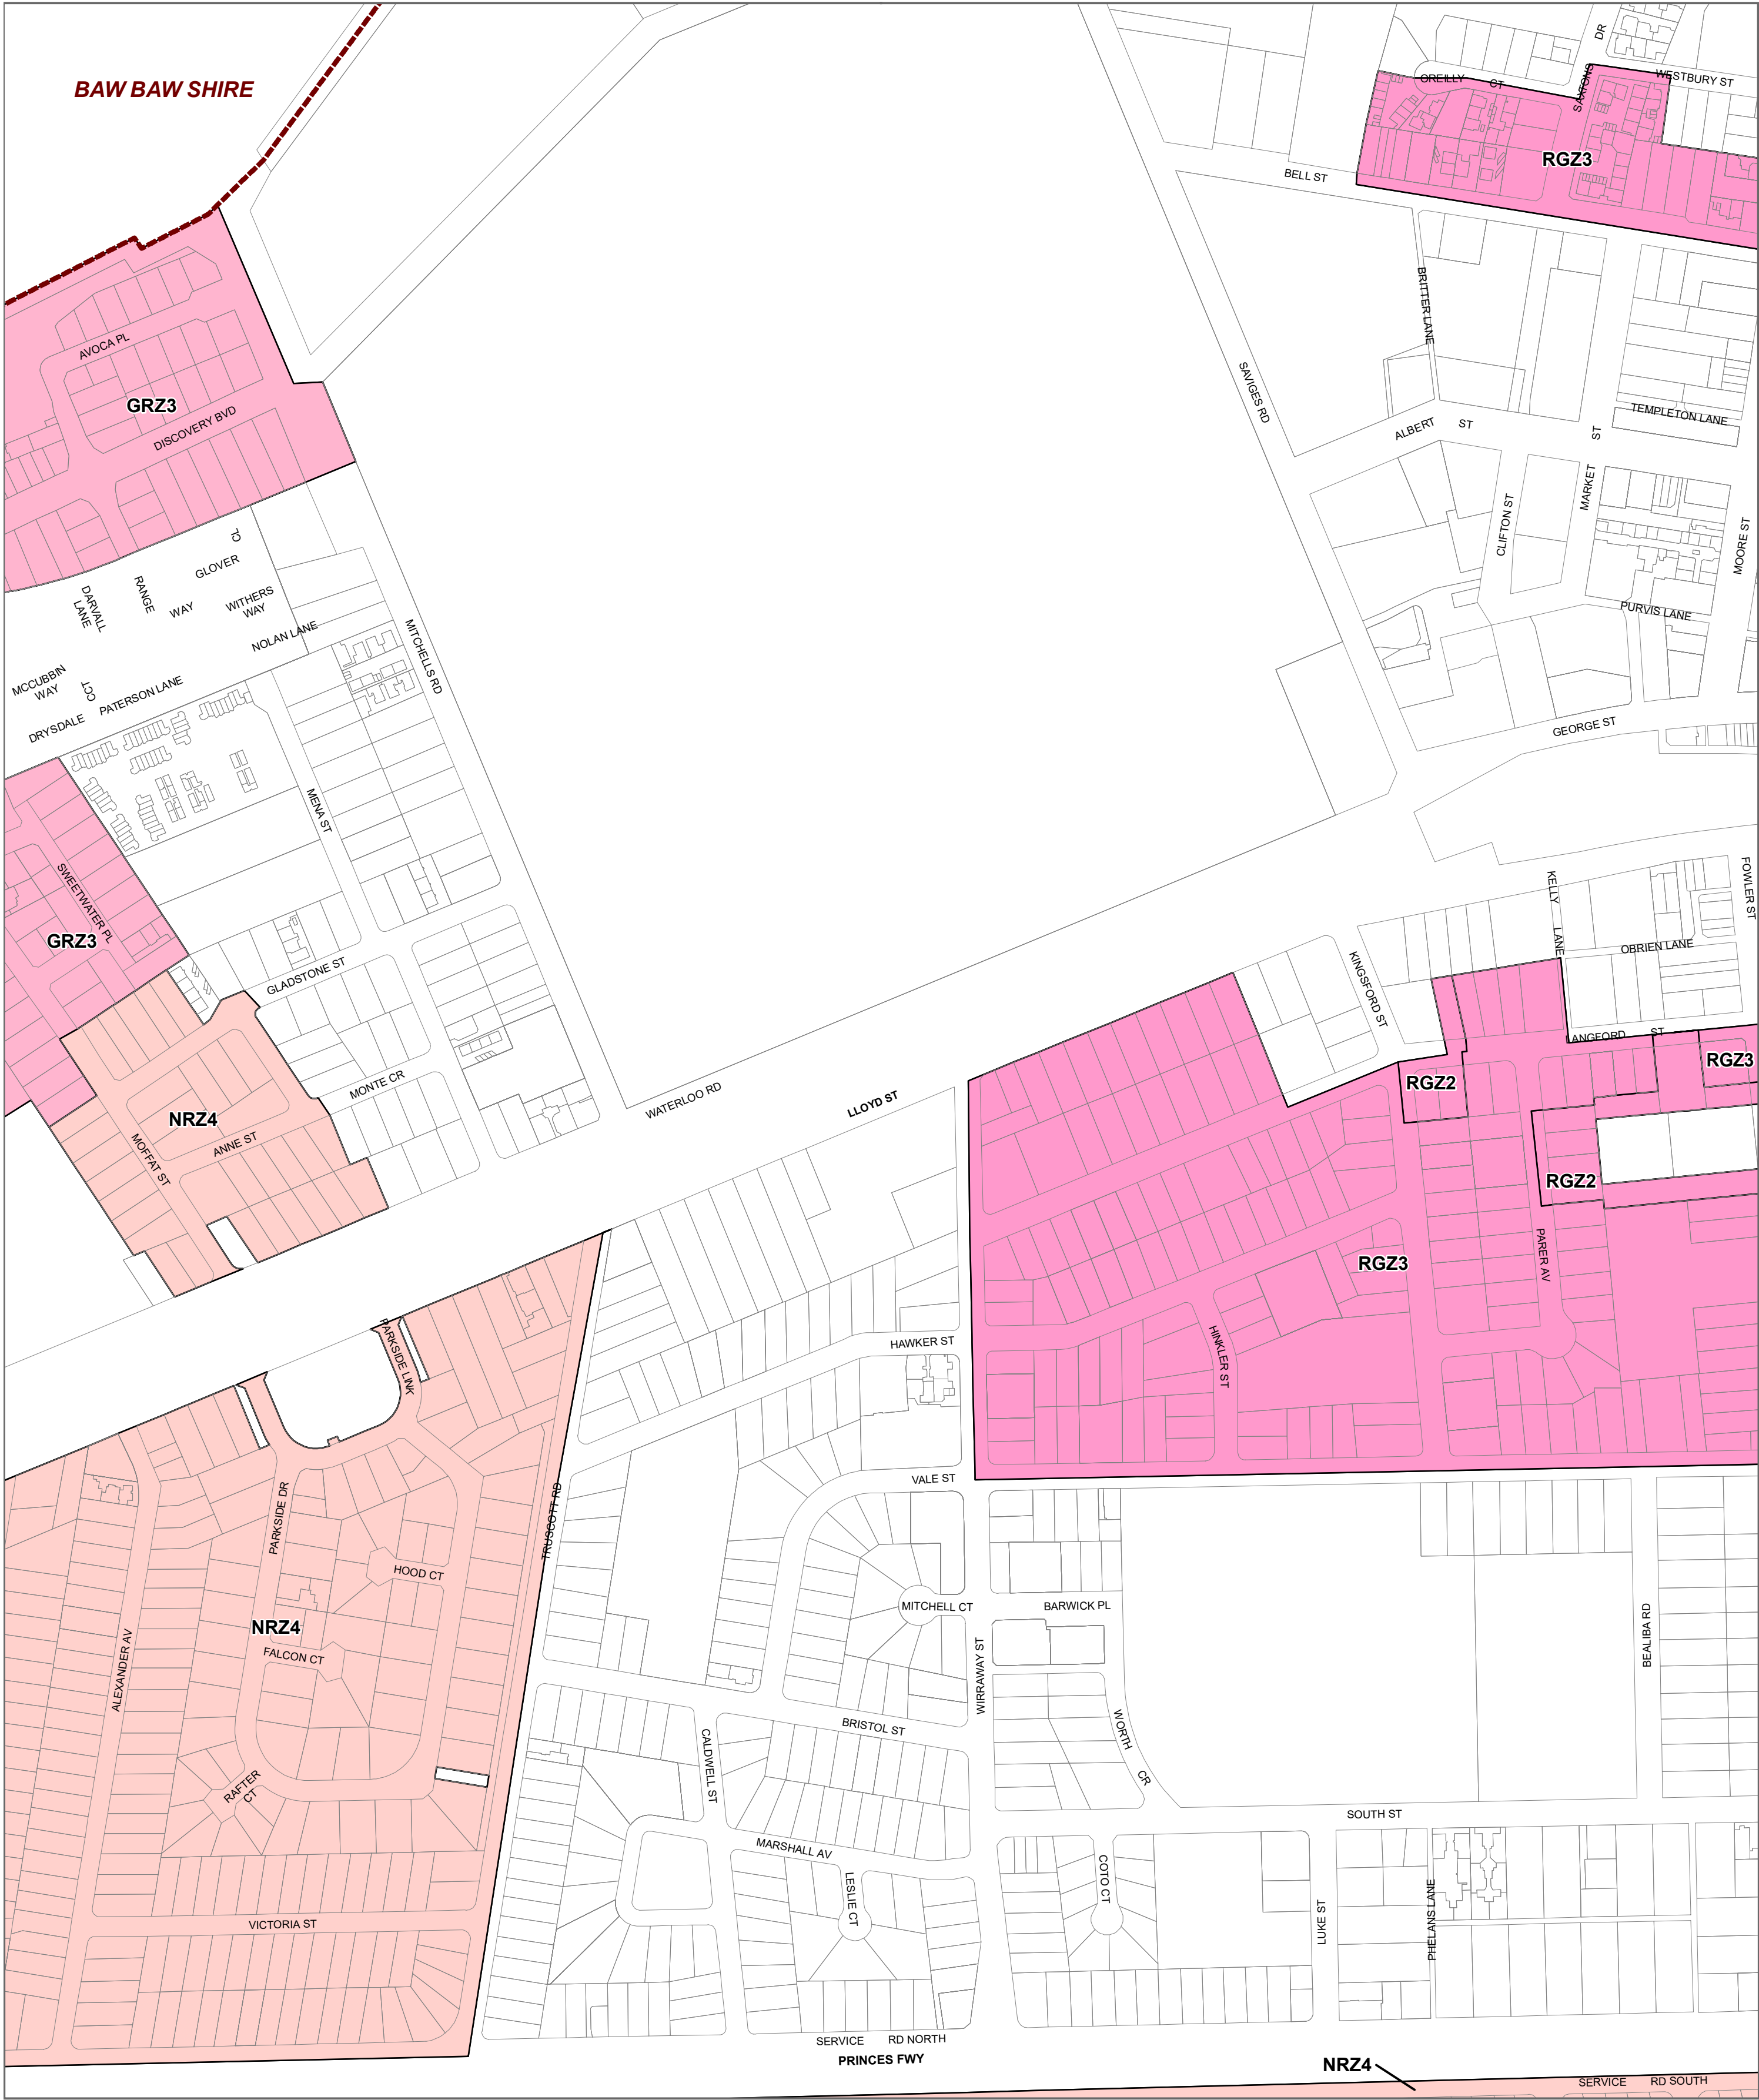 BAW BAW SHIRE
DR
WESTBURY ST
OREILLY CT
SAXTONS
RGZ3
BELL ST
BRITTER LANE
AVOCA PL
GRZ3
DISCOVERY BVD
SAVIGES RD
ALBERT ST
TEMPLETON LANE
MARKET ST
CLIFTON ST
MOORE ST
PURVIS LANE
GEORGE ST
CL
GLOVER
RANGE
WAY
DARVALL
LANE
WITHERS
WAY
NOLAN LANE
MITCHELLS RD
MCCUBBIN
WAY
CCT
PATERSON LANE
DRYSDALE
MENA ST
SWEETWATER PL
GRZ3
GLADSTONE ST
MONTE CR
NRZ4
ANNE ST
MOFFAT ST
WATERLOO RD
LLOYD ST
KINGSFORD ST
KELLY LANE
FOWLER ST
OBRIEN LANE
LANGFORD ST
RGZ3
RGZ2
RGZ2
PARER AV
RGZ3
HINKLER ST
HAWKER ST
PARKSIDE LINK
VALE ST
TRUSCOTT RD
PARKSIDE DR
HOOD CT
MITCHELL CT
BARWICK PL
NRZ4
FALCON CT
ALEXANDER AV
WIRRAWAY ST
BEALIBA RD
BRISTOL ST
CALDWELL ST
WORTH CR
RAFTER
CT
SOUTH ST
MARSHALL AV
LESLIE CT
COTO CT
LUKE ST
PHELANS LANE
VICTORIA ST
SERVICE RD NORTH
PRINCES FWY
NRZ4
SERVICE RD SOUTH